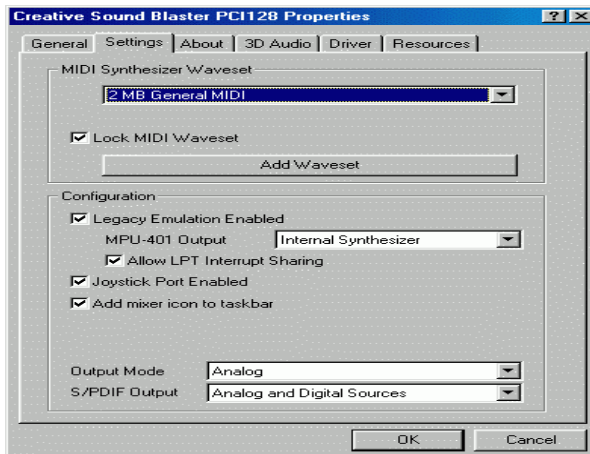 Creative Sound Blaster PCI128 Properties
General Settings About 3D Audio Driver Resources
MIDI Synthesizer Waveset
2 MB General MIDI
Lock MIDI Waveset
Add Waveset
Configuration
Legacy Emulation Enabled
MPU-401 Output Internal Synthesizer
Allow LPT Interrupt Sharing
Joystick Port Enabled
Add mixer icon to taskbar
Output Mode Analog
S/PDIF Output Analog and Digital Sources
OK Cancel